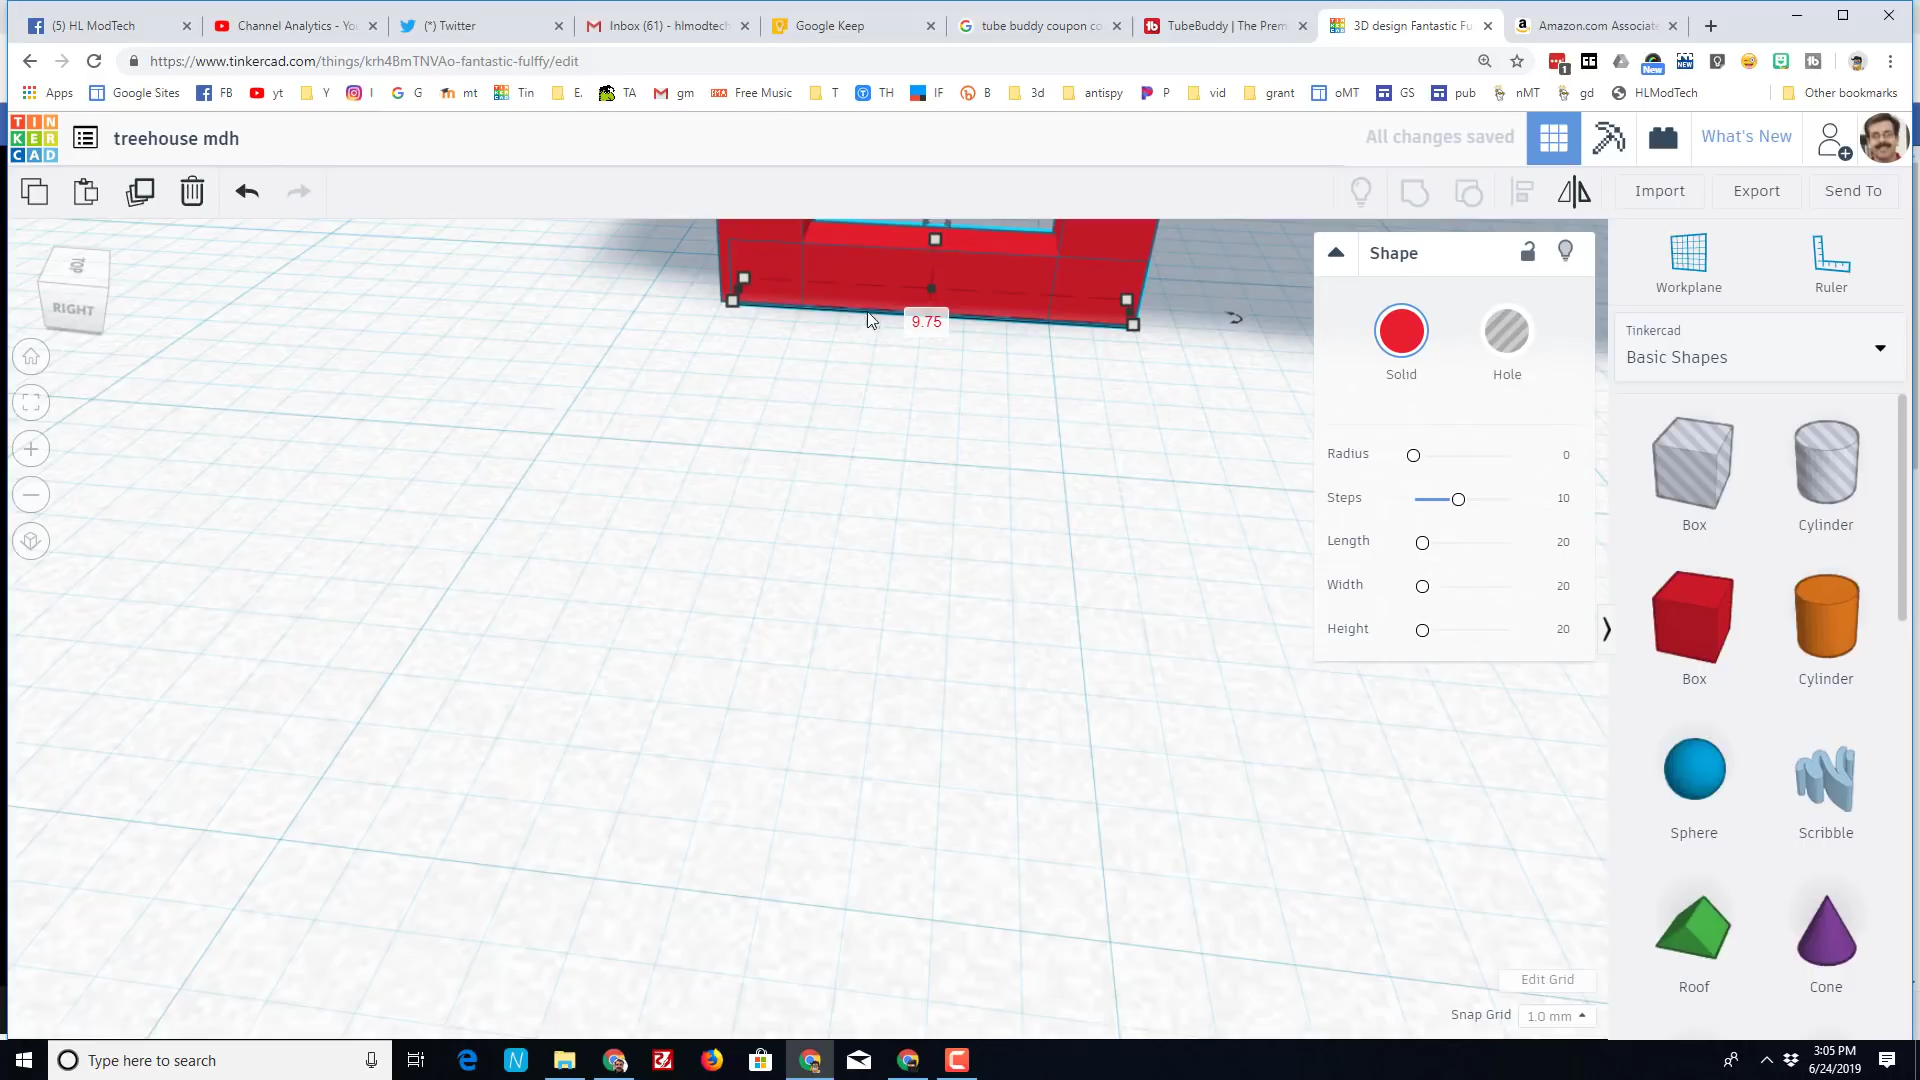 (5) HL ModTech
Channel Analytics - Yo
(*) Twitter
Inbox (61) - hlmodtech
Google Keep
tube buddy coupon co
TubeBuddy | The Prem
3D design Fantastic Fu
Amazon.com Associate
https://www.tinkercad.com/things/krh4BmTNVAo-fantastic-fulffy/edit
1
New
NEW
Apps
Google Sites
FB
yt
Y
I
G
mt
Tin
E.
TA
gm
Free Music
T
TH
IF
B
3d
antispy
P
vid
grant
oMT
GS
pub
nMT
gd
HLModTech
Other bookmarks
TIN
KER
CAD
treehouse mdh
All changes saved
What's New
Import
Export
Send To
TOP
RIGHT
9.75
Shape
Solid
Hole
Radius 0
Steps 10
Length 20
Width 20
Height 20
Workplane
Ruler
Tinkercad
Basic Shapes
Box
Cylinder
Box
Cylinder
Sphere
Scribble
Roof
Cone
Edit Grid
Snap Grid 1.0 mm
Type here to search
3:05 PM
6/24/2019